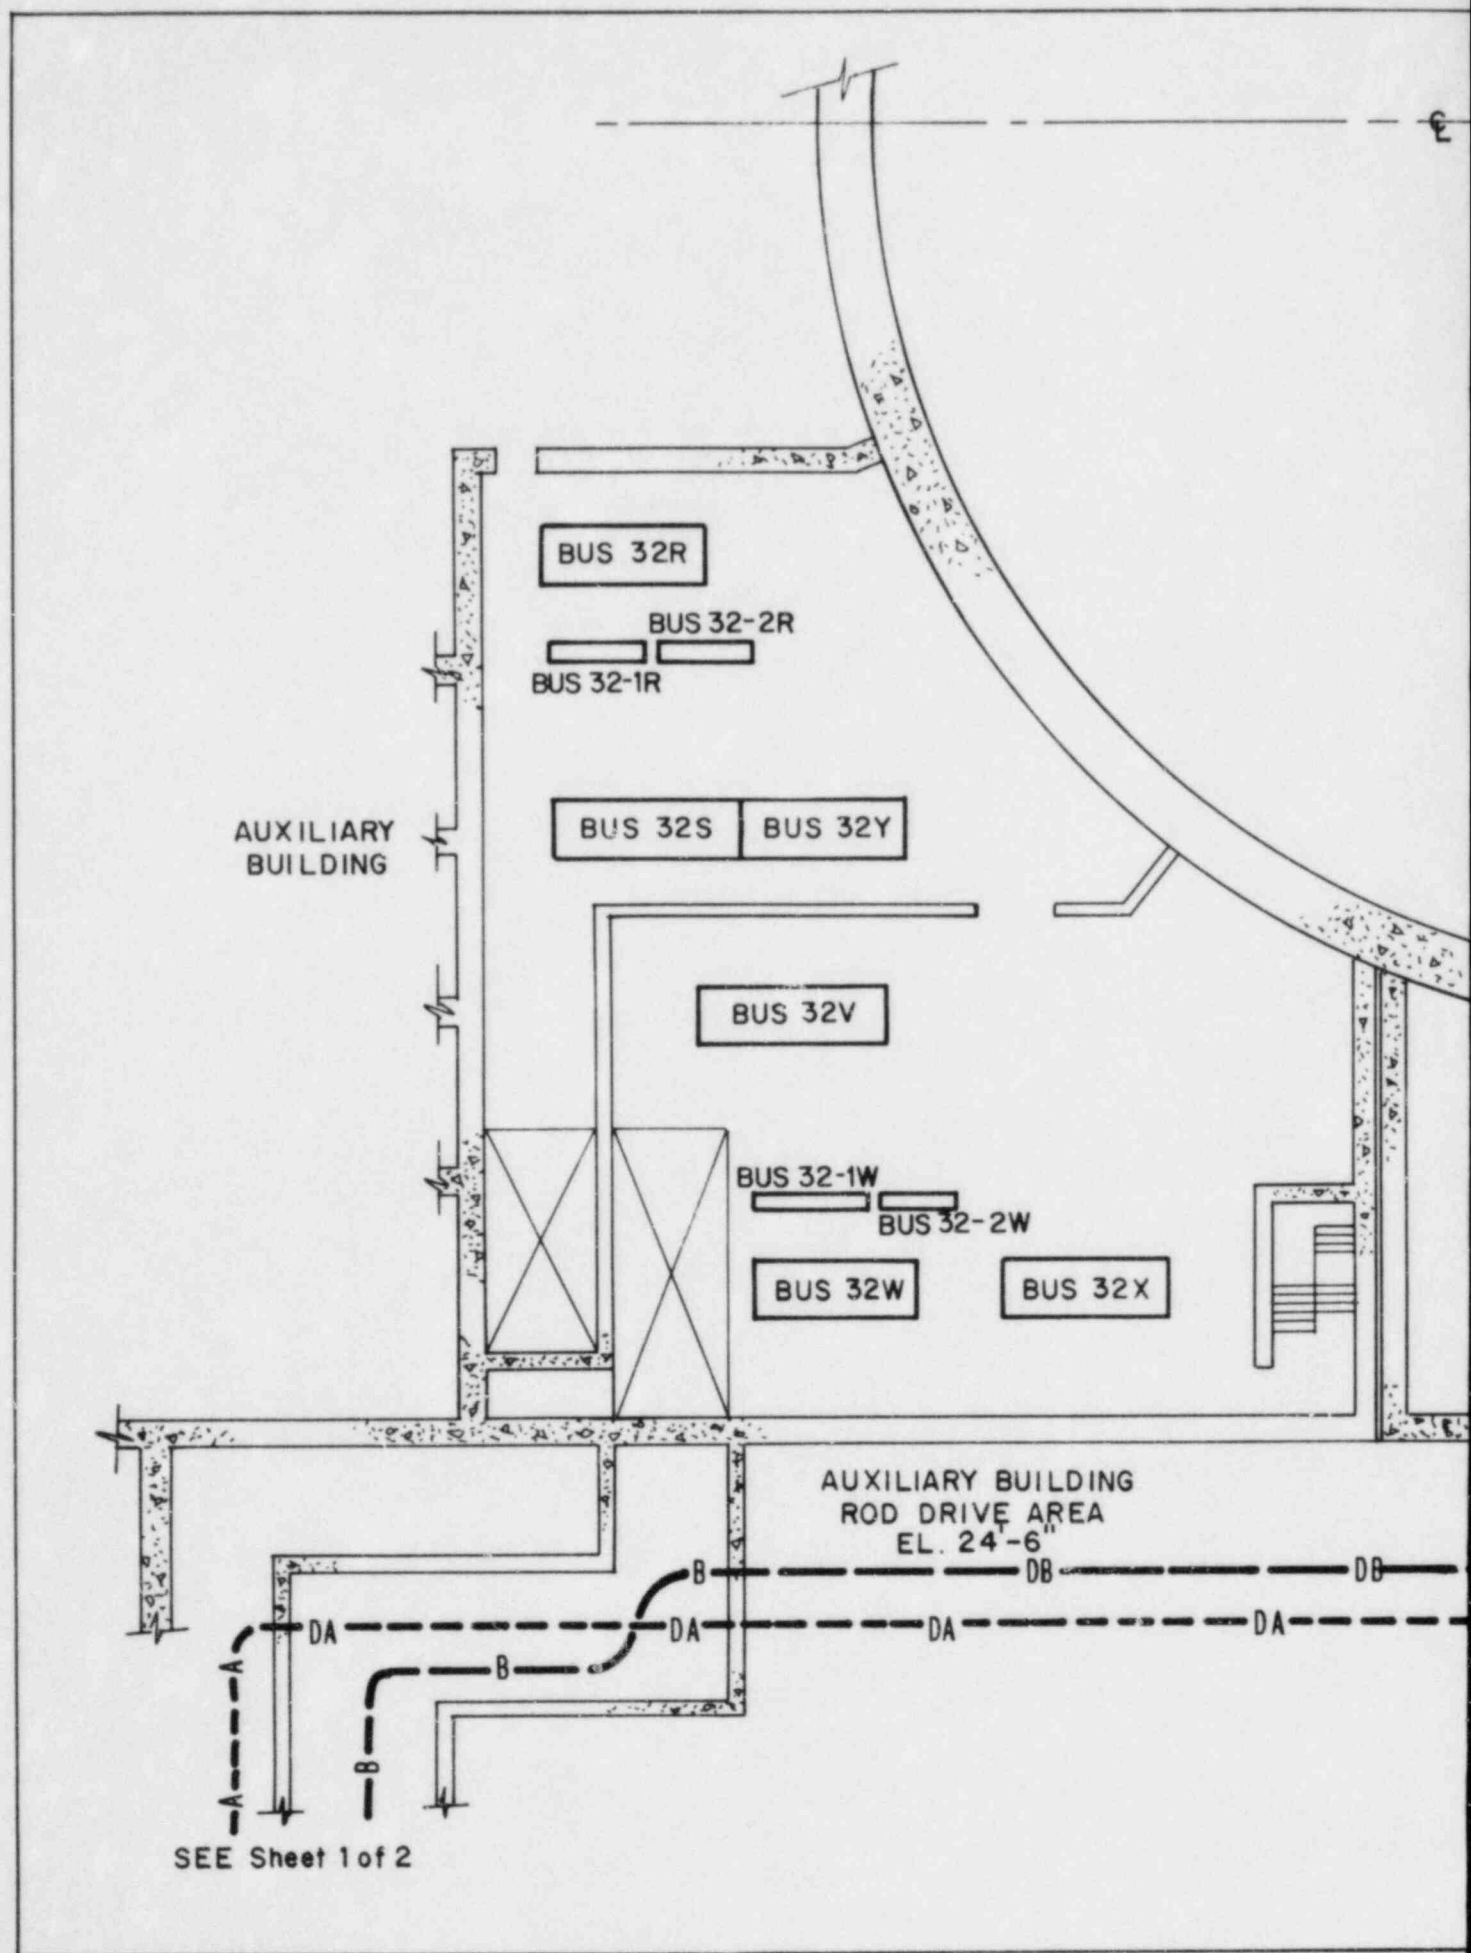 ℄
BUS 32R
BUS 32-2R
BUS 32-1R
AUXILIARY
BUILDING
BUS 32S
BUS 32Y
BUS 32V
BUS 32-1W
BUS 32-2W
BUS 32W
BUS 32X
AUXILIARY BUILDING
ROD DRIVE AREA
EL. 24'-6"
B
DB
DB
DA
DA
DA
DA
A
B
B
A
SEE Sheet 1 of 2